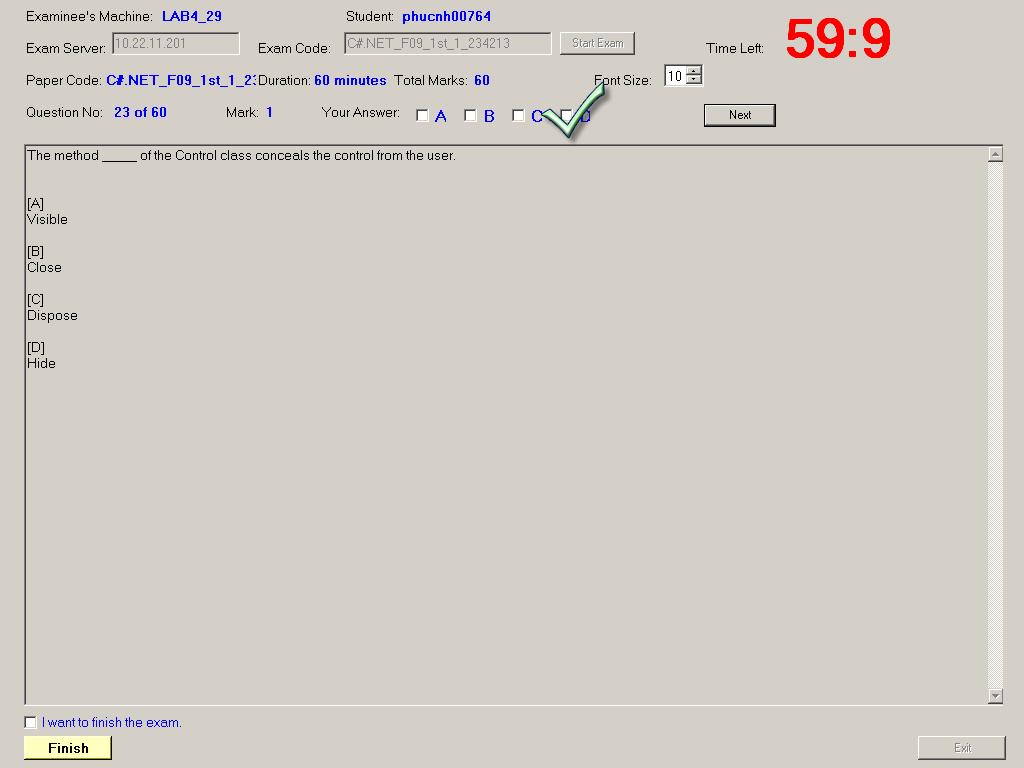 Examinee's Machine: LAB4_29 Student: phucnh00764
Exam Server: 10.22.11.201 Exam Code: C#.NET_F09_1st_1_234213 Start Exam Time Left: 59:9
Paper Code: C#.NET_F09_1st_1_23 Duration: 60 minutes Total Marks: 60 Font Size: 10
Question No: 23 of 60 Mark: 1 Your Answer: A B C D Next
The method _____ of the Control class conceals the control from the user.
[A]
Visible
[B]
Close
[C]
Dispose
[D]
Hide
I want to finish the exam.
Finish Exit